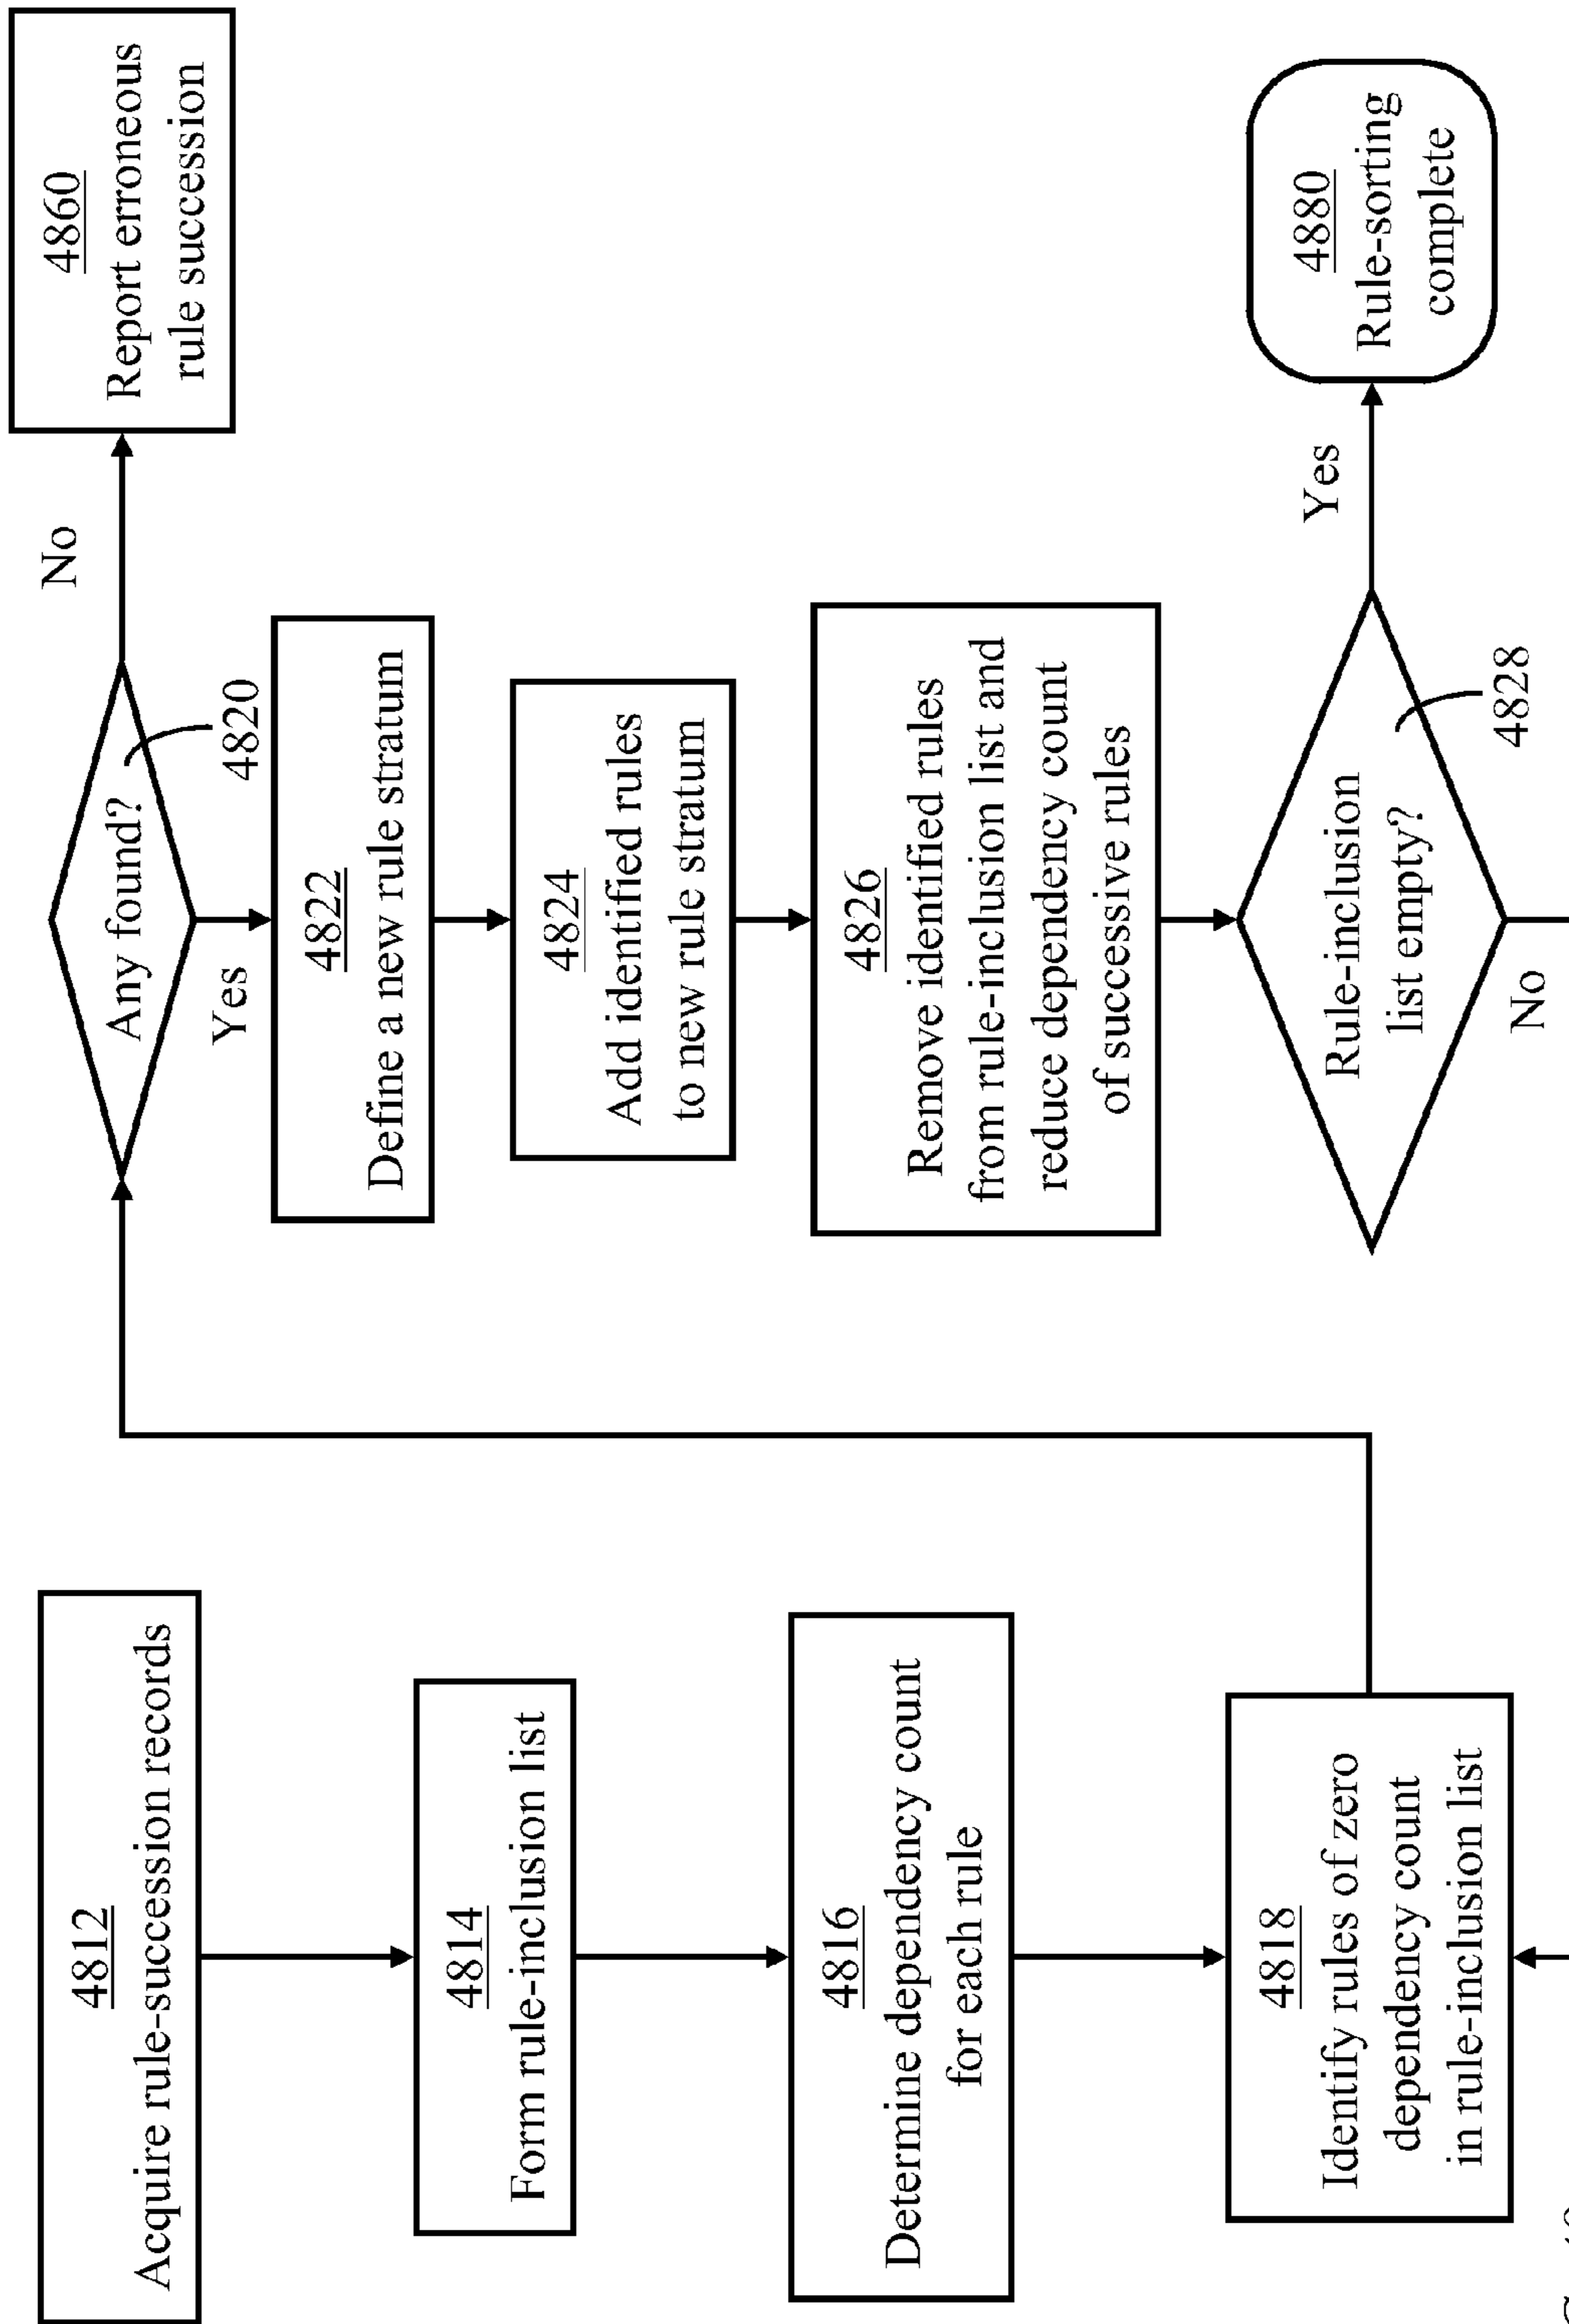 4812
Acquire rule-succession records
4814
Form rule-inclusion list
4816
Determine dependency count
for each rule
4818
Identify rules of zero
dependency count
in rule-inclusion list
Any found?
4820
No
4860
Report erroneous
rule succession
Yes
4822
Define a new rule stratum
4824
Add identified rules
to new rule stratum
4826
Remove identified rules
from rule-inclusion list and
reduce dependency count
of successive rules
Rule-inclusion
list empty?
4828
Yes
4880
Rule-sorting
complete
No